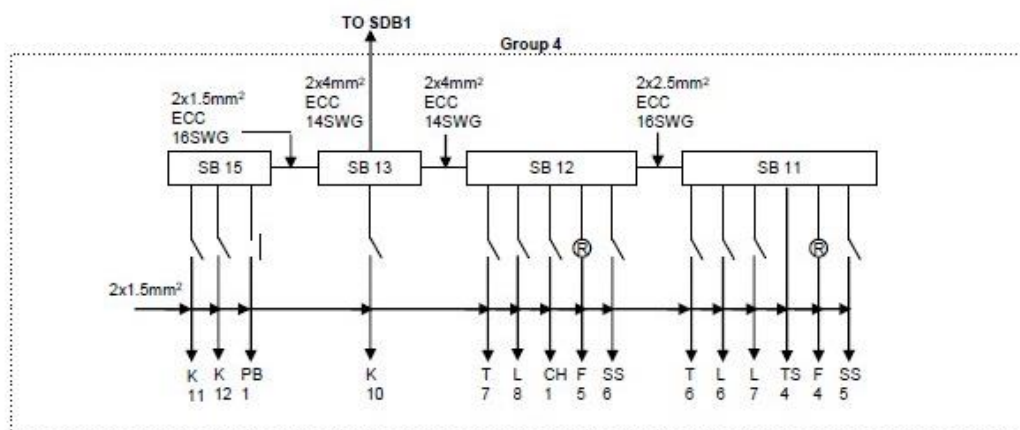 TO SDB1
Group 4
2x1.5mm²
ECC
16SWG
2x4mm²
ECC
14SWG
2x4mm²
ECC
14SWG
2x2.5mm²
ECC
16SWG
SB 15
SB 13
SB 12
SB 11
R
R
2x1.5mm²
K
11
K
12
PB
1
K
10
T
7
L
8
CH
1
F
5
SS
6
T
6
L
6
L
7
TS
4
F
4
SS
5